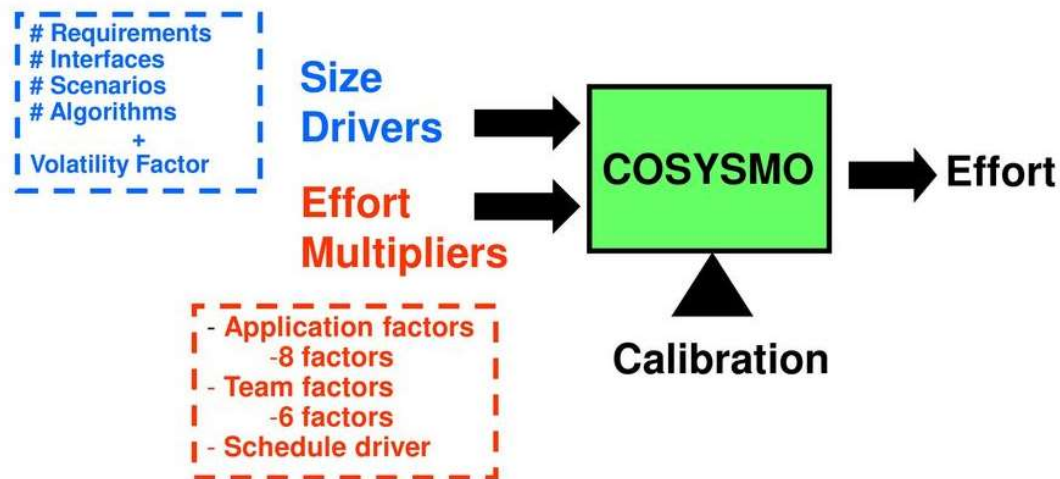 # Requirements
# Interfaces
# Scenarios
# Algorithms
+
Volatility Factor
Size
Drivers
Effort
Multipliers
- Application factors
-8 factors
- Team factors
-6 factors
- Schedule driver
COSYSMO
Effort
Calibration